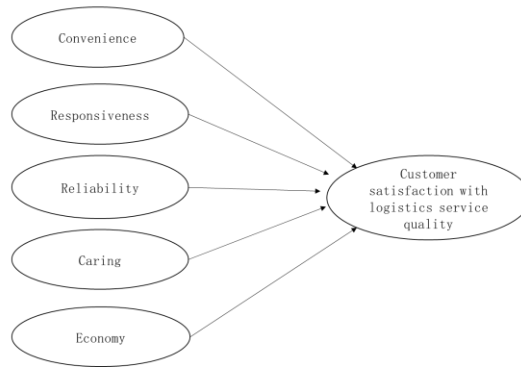 Convenience
Responsiveness
Reliability
Caring
Economy
Customer
satisfaction with
logistics service
quality